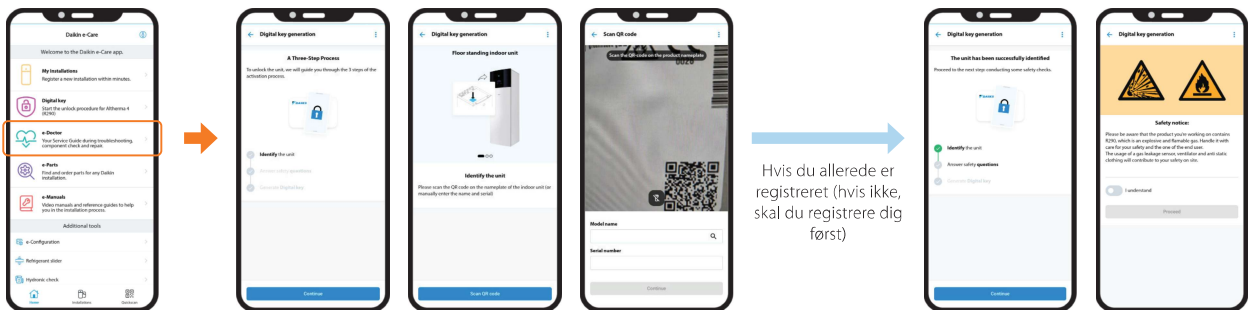 Daikin e-Care
Welcome to the Daikin e-Care app.
My Installations
Register a new installation within minutes.
Digital key
Start the unlock procedure for Altherma 4
(R290)
e-Doctor
Your Service Guide during troubleshooting,
component check and repair.
e-Parts
Find and order parts for any Daikin
installation.
e-Manuals
Video manuals and reference guides to help
you in the installation process.
Additional tools
e-Configuration
Refrigerant slider
Hydronic check
Home
Installations
Daikin
Digital key generation
A Three-Step Process
To unlock the unit, we will guide you through the 3 steps of the
activation process.
DAIKIN
Identify the unit
Answer safety questions
Generate Digital key
Continue
Digital key generation
Floor standing indoor unit
Identify the unit
Please scan the QR code on the nameplate of the indoor unit (or
manually enter the name and serial)
Scan QR code
Scan QR code
Scan the QR code on the product nameplate
Model name
Serial number
Continue
Hvis du allerede er
registreret (hvis ikke,
skal du registrere dig
først)
Digital key generation
The unit has been successfully identified
Proceed to the next step: conducting some safety checks.
DAIKIN
Identify the unit
Answer safety questions
Generate Digital key
Continue
Digital key generation
Safety notice:
Please be aware that the product you're working on contains
R290, which is an explosive and flamable gas. Handle it with
care for your safety and the one of the end user.
The usage of a gas leakage sensor, ventilator and anti static
clothing will contribute to your safety on site.
I understand
Proceed